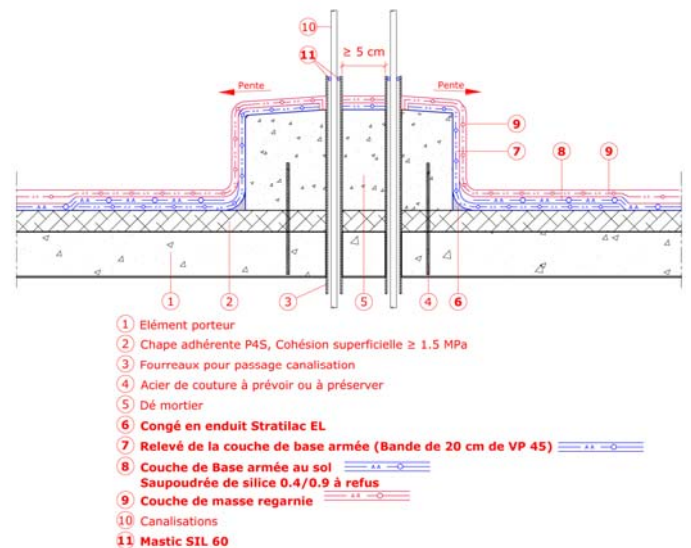 10
11
≥ 5 cm
Pente
Pente
9
7
8
9
1
2
3
5
4
6
1 Elément porteur
2 Chape adhérente P4S, Cohésion superficielle ≥ 1.5 MPa
3 Fourreaux pour passage canalisation
4 Acier de couture à prévoir ou à préserver
5 Dé mortier
6 Congé en enduit Stratilac EL
7 Relevé de la couche de base armée (Bande de 20 cm de VP 45)
8 Couche de Base armée au sol
Saupoudrée de silice 0.4/0.9 à refus
9 Couche de masse regarnie
10 Canalisations
11 Mastic SIL 60